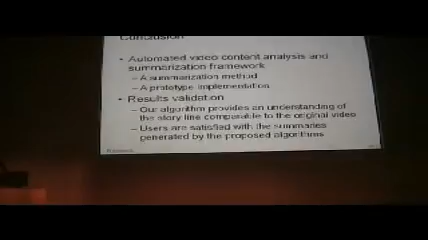 Conclusion
• Automated video content analysis and
summarization framework
– A summarization method
– A prototype implementation
• Results validation
– Our algorithm provides an understanding of
the story line comparable to the original video
– Users are satisfied with the summaries
generated by the proposed algorithms